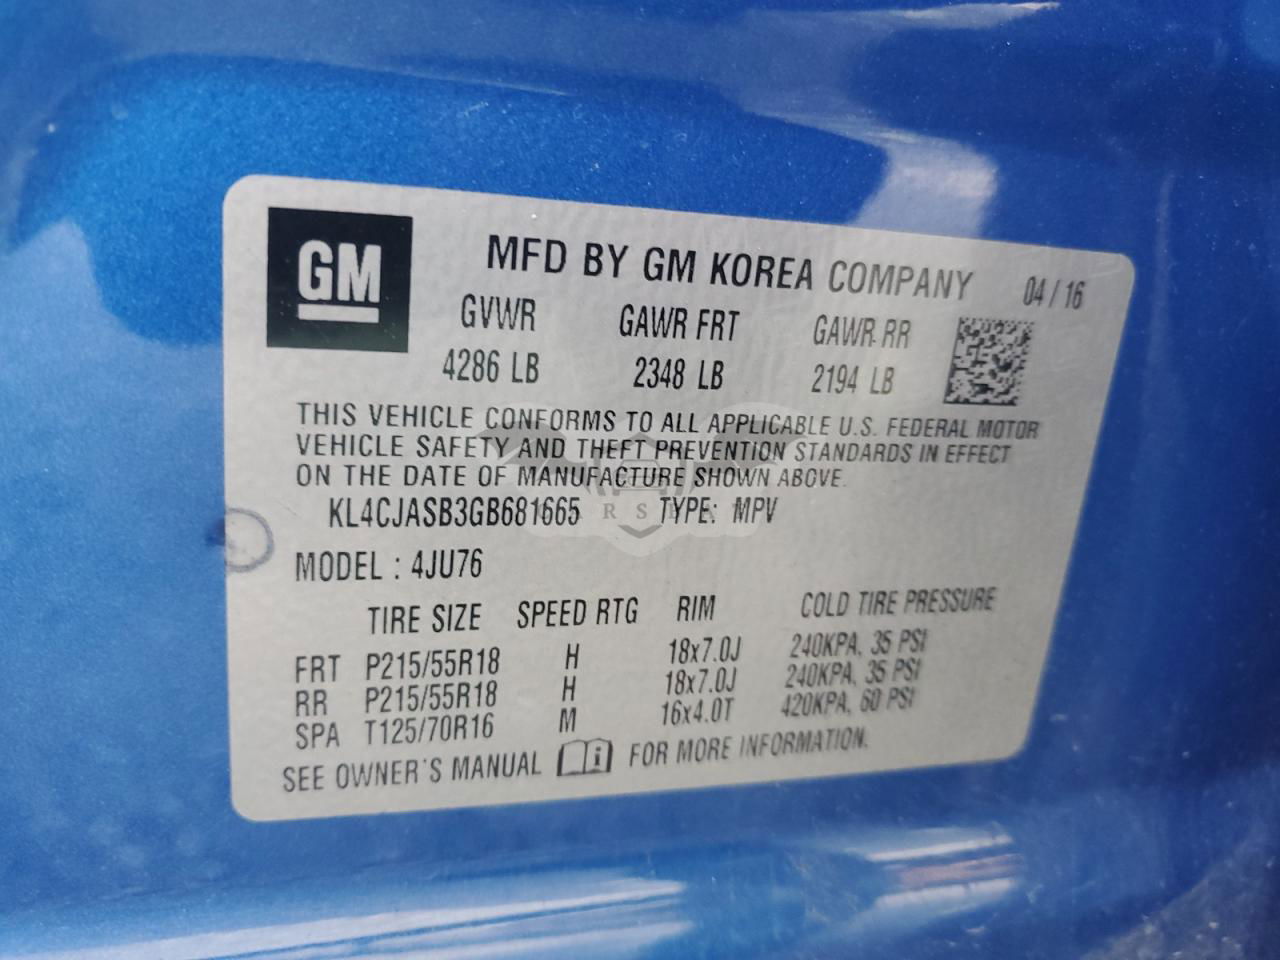 GM
MFD BY GM KOREA COMPANY 04 / 16
GVWR GAWR FRT GAWR RR
4286 LB 2348 LB 2194 LB
THIS VEHICLE CONFORMS TO ALL APPLICABLE U.S. FEDERAL MOTOR
VEHICLE SAFETY AND THEFT PREVENTION STANDARDS IN EFFECT
ON THE DATE OF MANUFACTURE SHOWN ABOVE.
KL4CJASB3GB681665 TYPE: MPV
MODEL : 4JU76
TIRE SIZE SPEED RTG RIM COLD TIRE PRESSURE
FRT P215/55R18 H 18x7.0J 240KPA, 35 PSI
RR P215/55R18 H 18x7.0J 240KPA, 35 PSI
SPA T125/70R16 M 16x4.0T 420KPA, 60 PSI
SEE OWNER'S MANUAL FOR MORE INFORMATION.